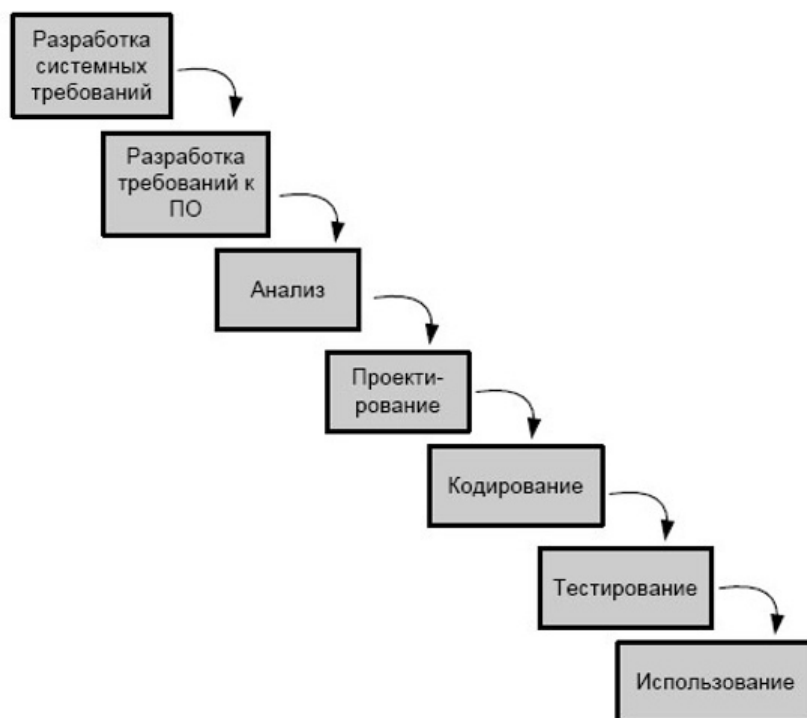 Разработка
системных
требований
Разработка
требований к
ПО
Анализ
Проекти-
рование
Кодирование
Тестирование
Использование